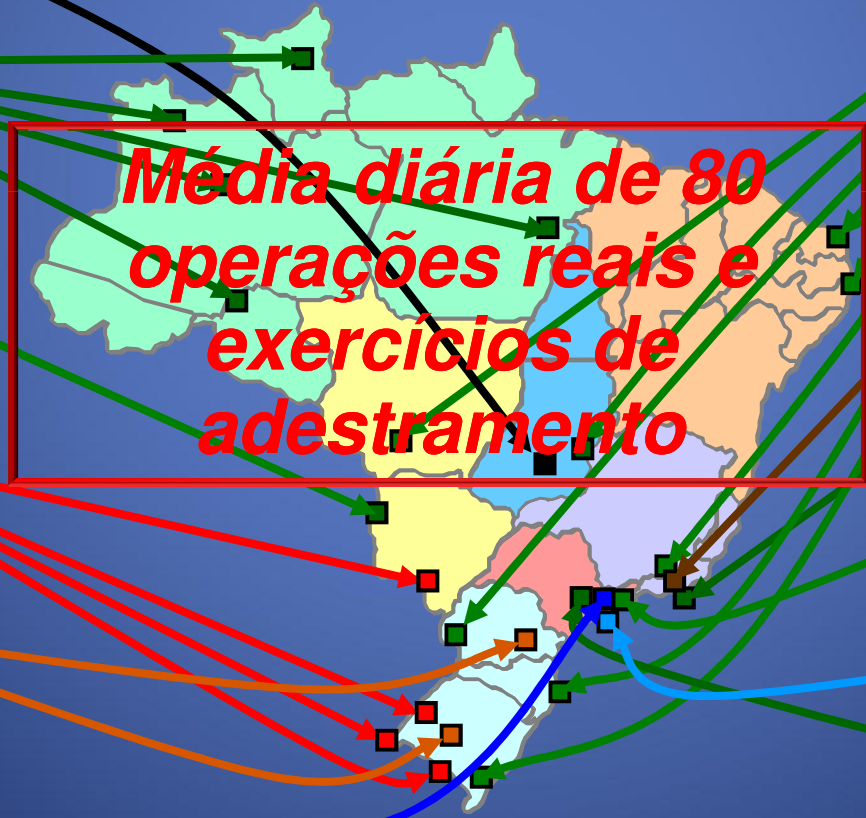 Média diária de 80
operações reais e
exercícios de
adestramento